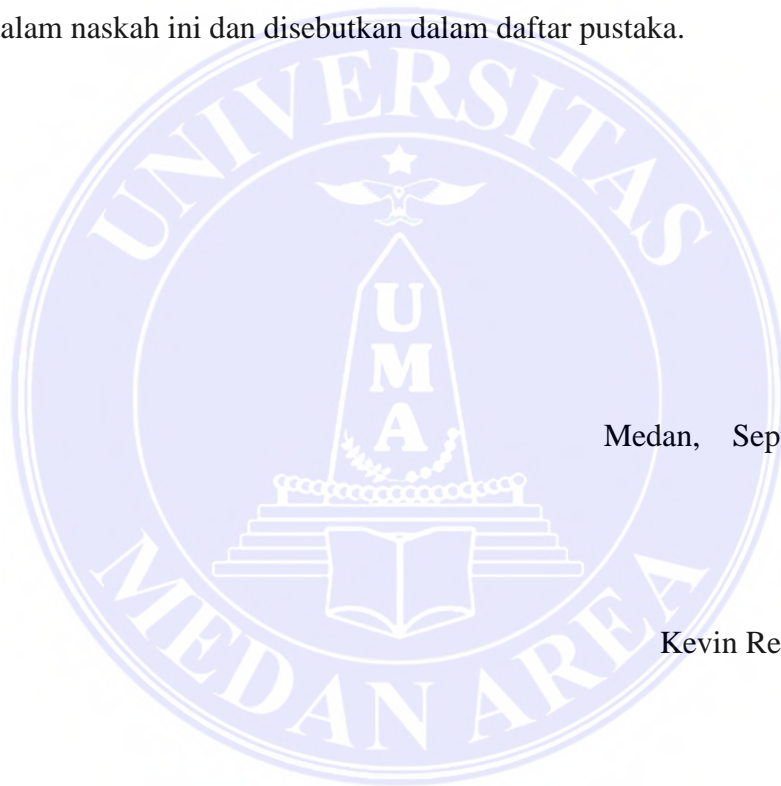 alam naskah ini dan disebutkan dalam daftar pustaka.
UNIVERSITAS
U
M
A
Medan, Sep
Kevin Re
MEDAN AREA